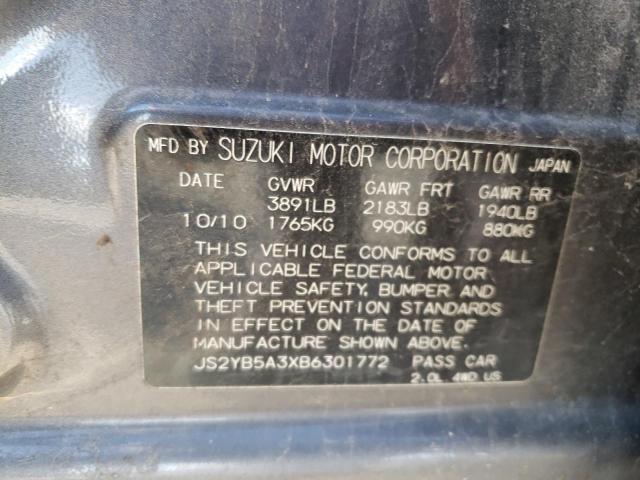 MFD BY SUZUKI MOTOR CORPORATION JAPAN
DATE GVWR GAWR FRT GAWR RR
3891LB 2183LB 1940LB
10/10 1765KG 990KG 880KG
THIS VEHICLE CONFORMS TO ALL
APPLICABLE FEDERAL MOTOR
VEHICLE SAFETY, BUMPER AND
THEFT PREVENTION STANDARDS
IN EFFECT ON THE DATE OF
MANUFACTURE SHOWN ABOVE.
JS2YB5A3XB6301772 PASS CAR
2.0L 4WD US